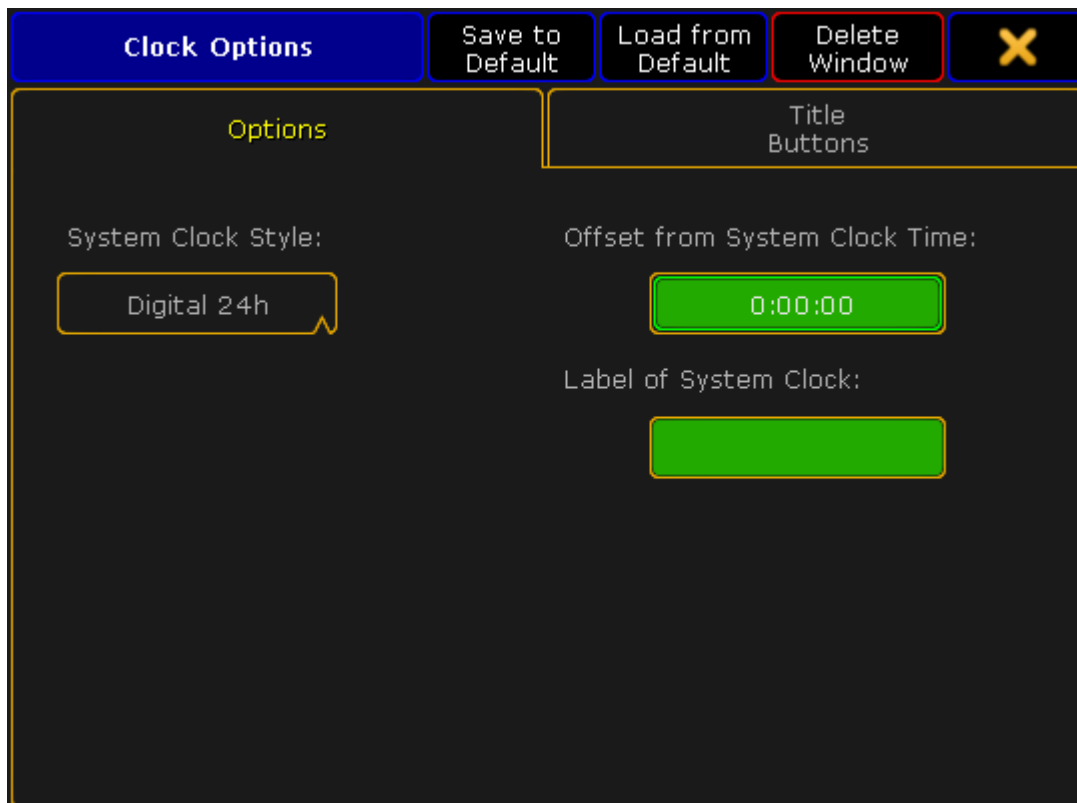 Clock Options
Save to
Default
Load from
Default
Delete
Window
Options
Title
Buttons
System Clock Style:
Offset from System Clock Time:
Digital 24h
0:00:00
Label of System Clock: